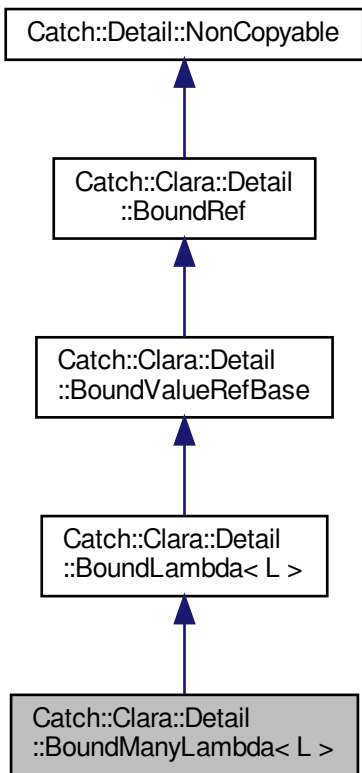 Catch::Detail::NonCopyable
Catch::Clara::Detail
::BoundRef
Catch::Clara::Detail
::BoundValueRefBase
Catch::Clara::Detail
::BoundLambda< L >
Catch::Clara::Detail
::BoundManyLambda< L >